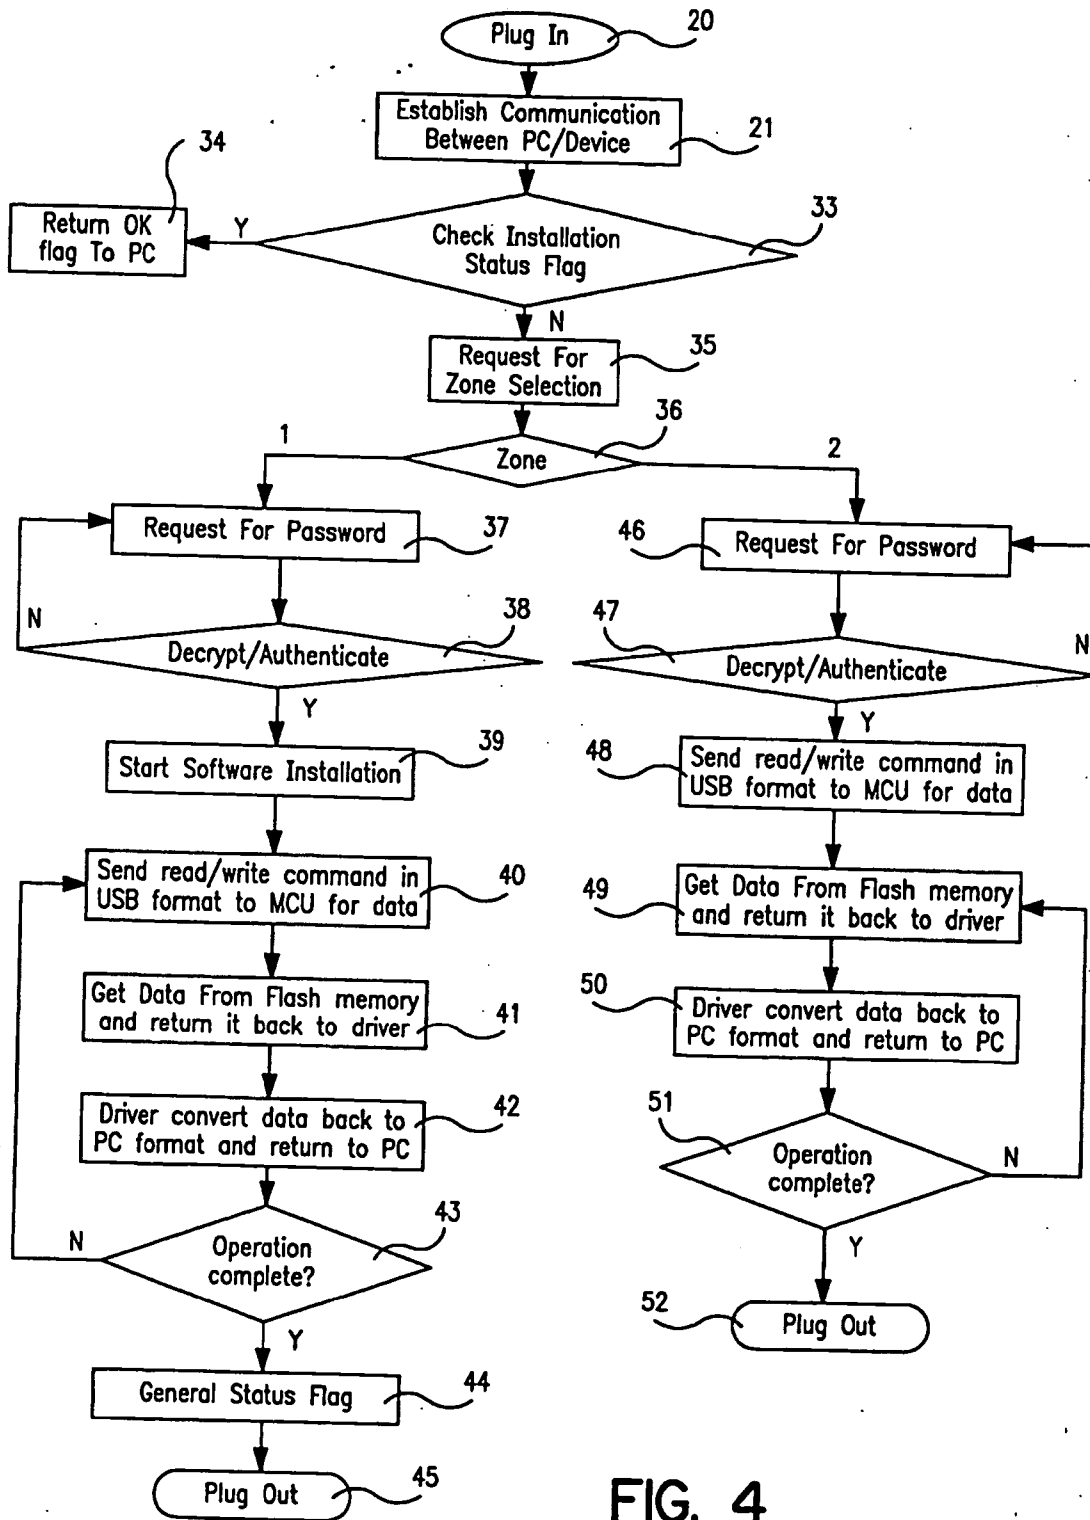 Plug In
20
Establish Communication
Between PC/Device
21
34
Return OK
flag To PC
Y
Check Installation
Status Flag
33
N
Request For
Zone Selection
35
36
1
Zone
2
Request For Password
37
46
Request For Password
N
Decrypt/Authenticate
38
47
Decrypt/Authenticate
N
Y
Y
Start Software Installation
39
48
Send read/write command in
USB format to MCU for data
Send read/write command in
USB format to MCU for data
40
49
Get Data From Flash memory
and return it back to driver
Get Data From Flash memory
and return it back to driver
41
50
Driver convert data back to
PC format and return to PC
Driver convert data back to
PC format and return to PC
42
51
Operation
complete?
N
Operation
complete?
43
N
Y
Y
52
Plug Out
General Status Flag
44
Plug Out
45
FIG. 4